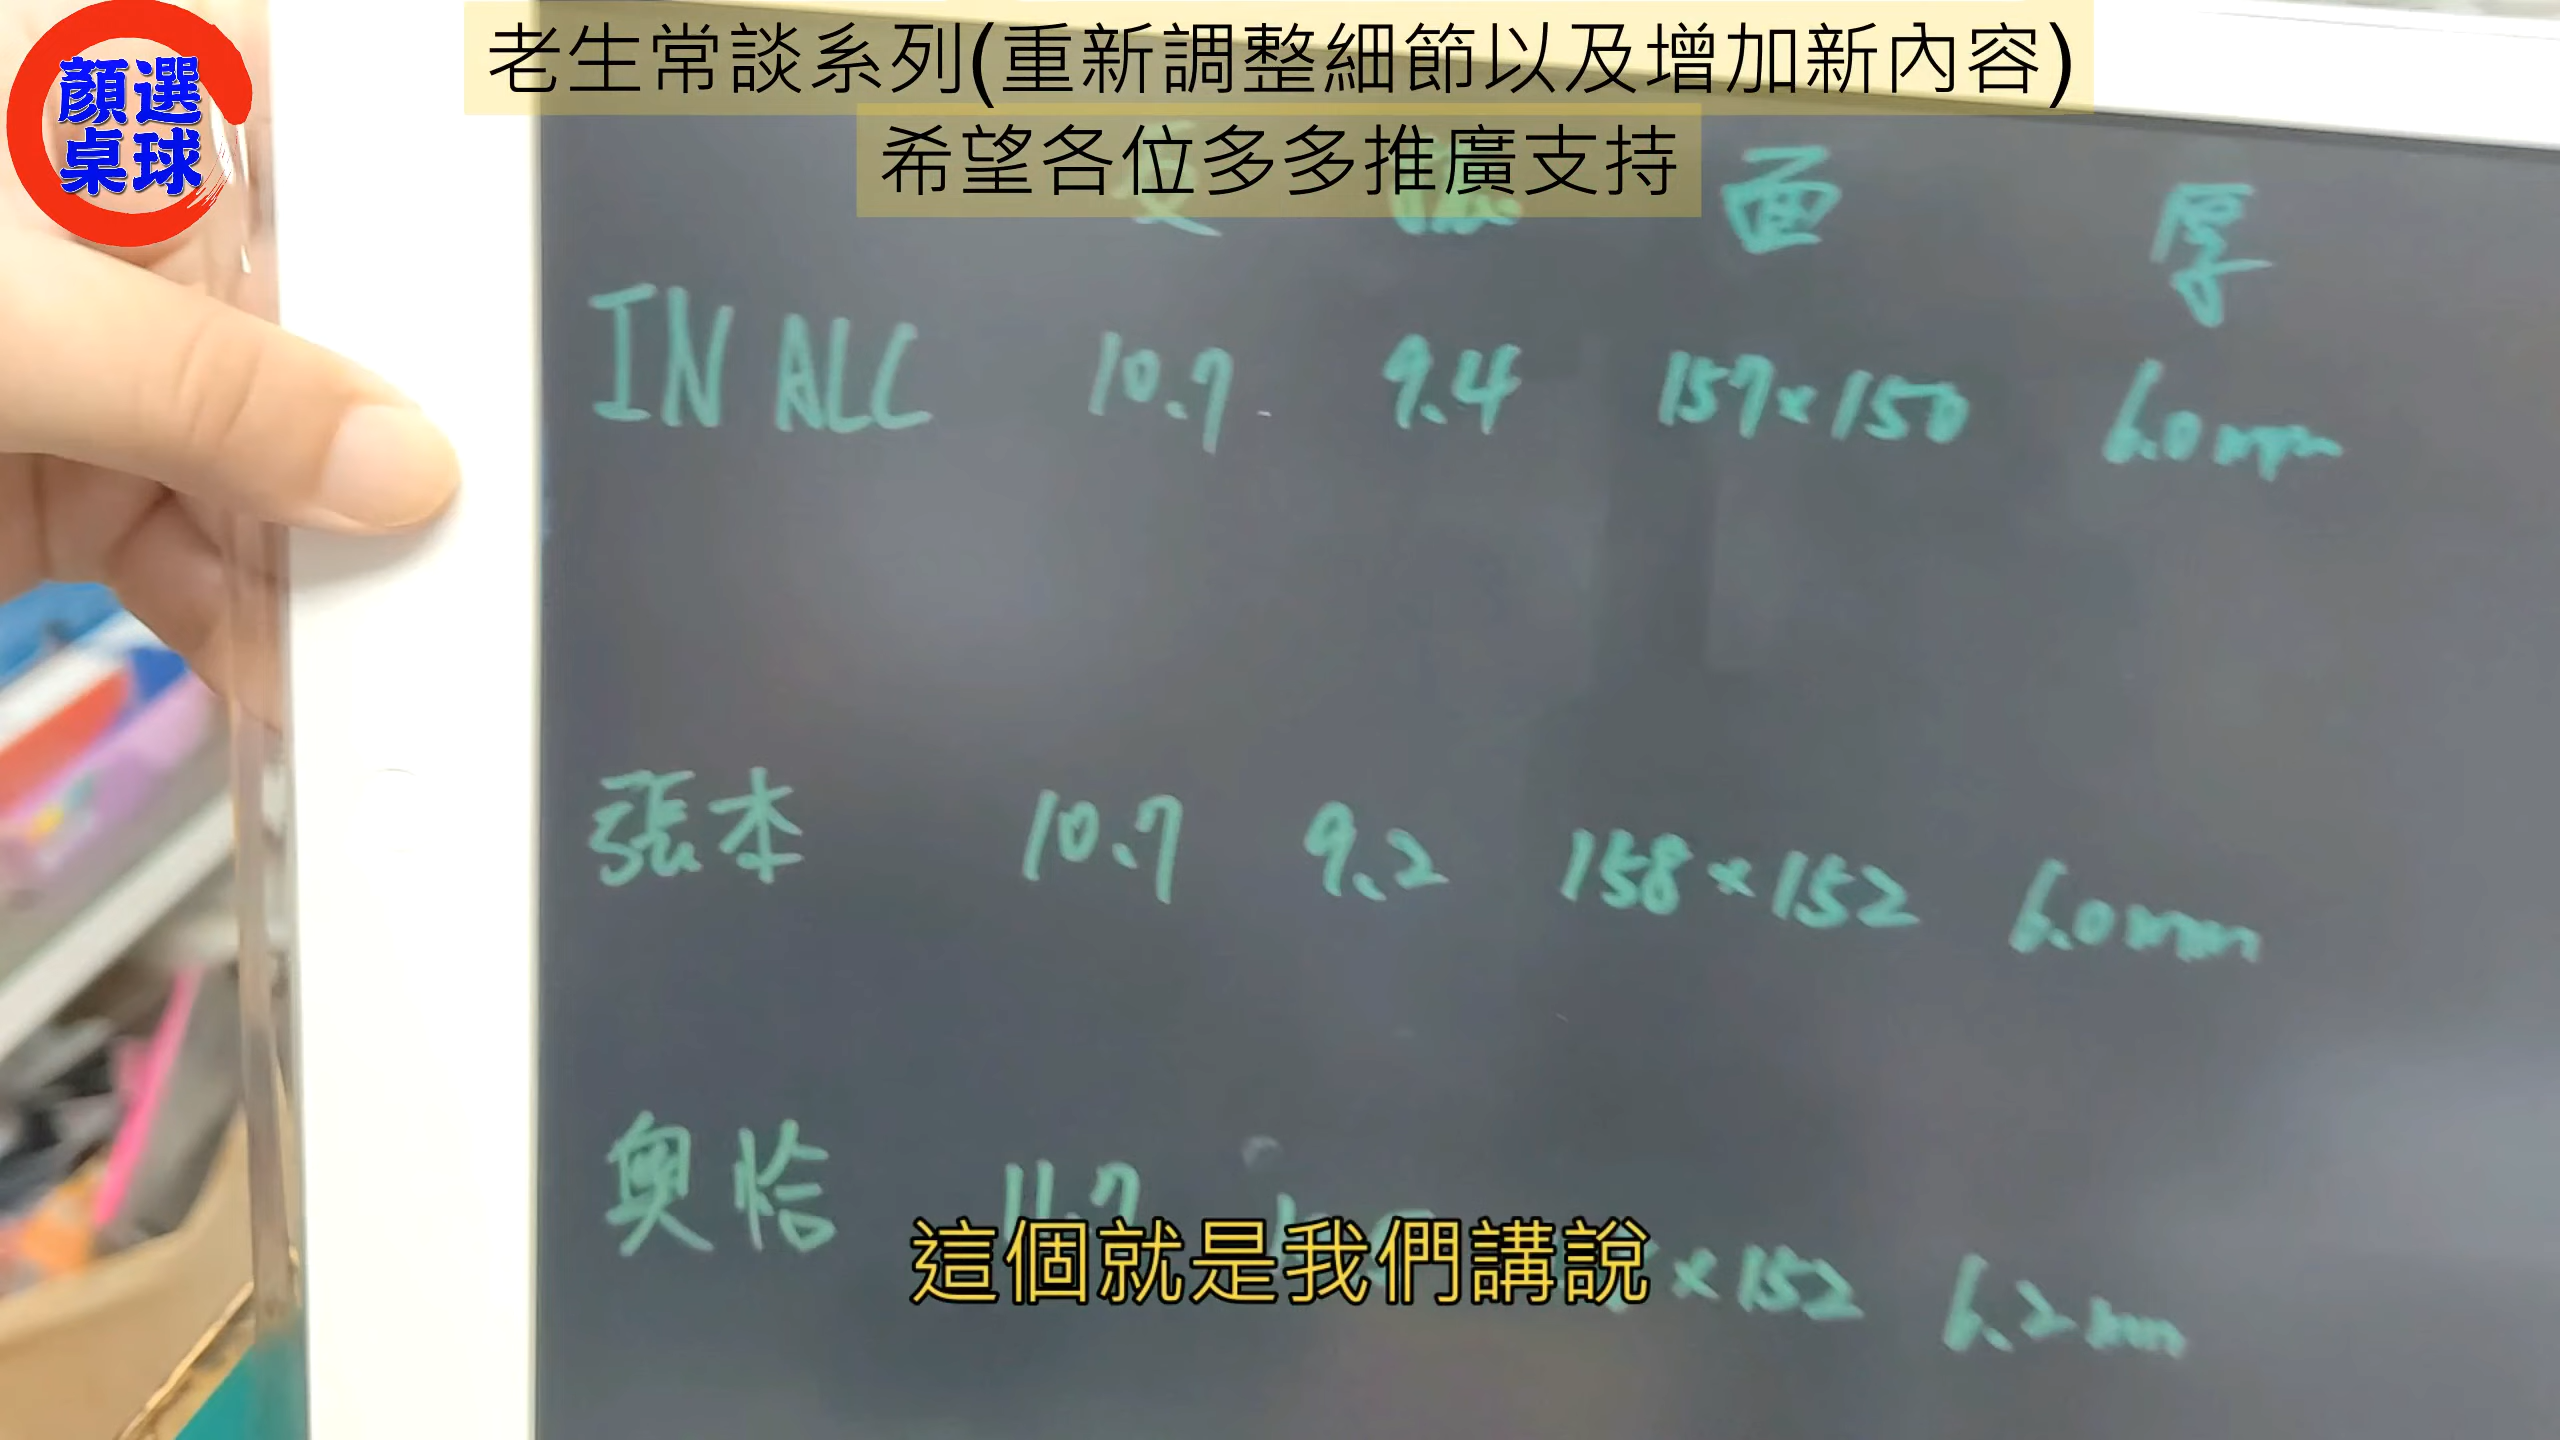 老生常談系列(重新調整細節以及增加新內容)
希望各位多多推廣支持
顏選
桌球
面 厚
IN ALC 10.7 9.4 157×150 6.0mm
張本 10.7 9.2 158×152 6.0mm
奧恰 11.7 ×152 6.2mm
這個就是我們講說